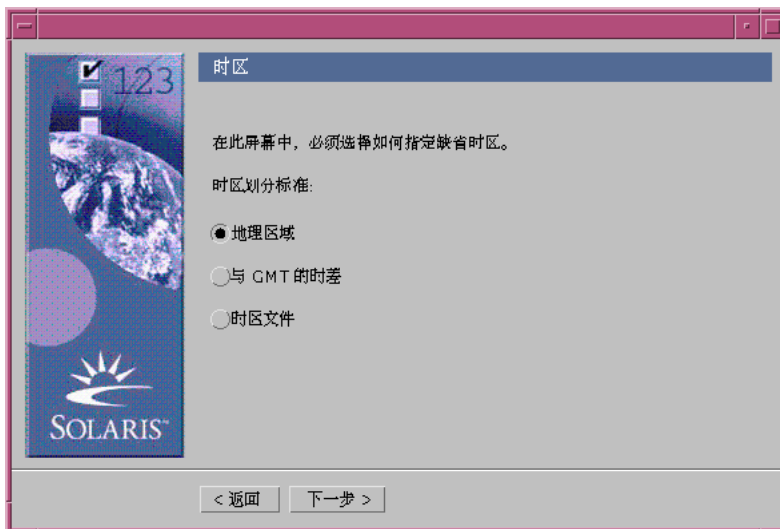 123
时区
在此屏幕中，必须选择如何指定缺省时区。
时区划分标准:
地理区域
与 GMT 的时差
时区文件
SOLARIS™
< 返回
下一步 >